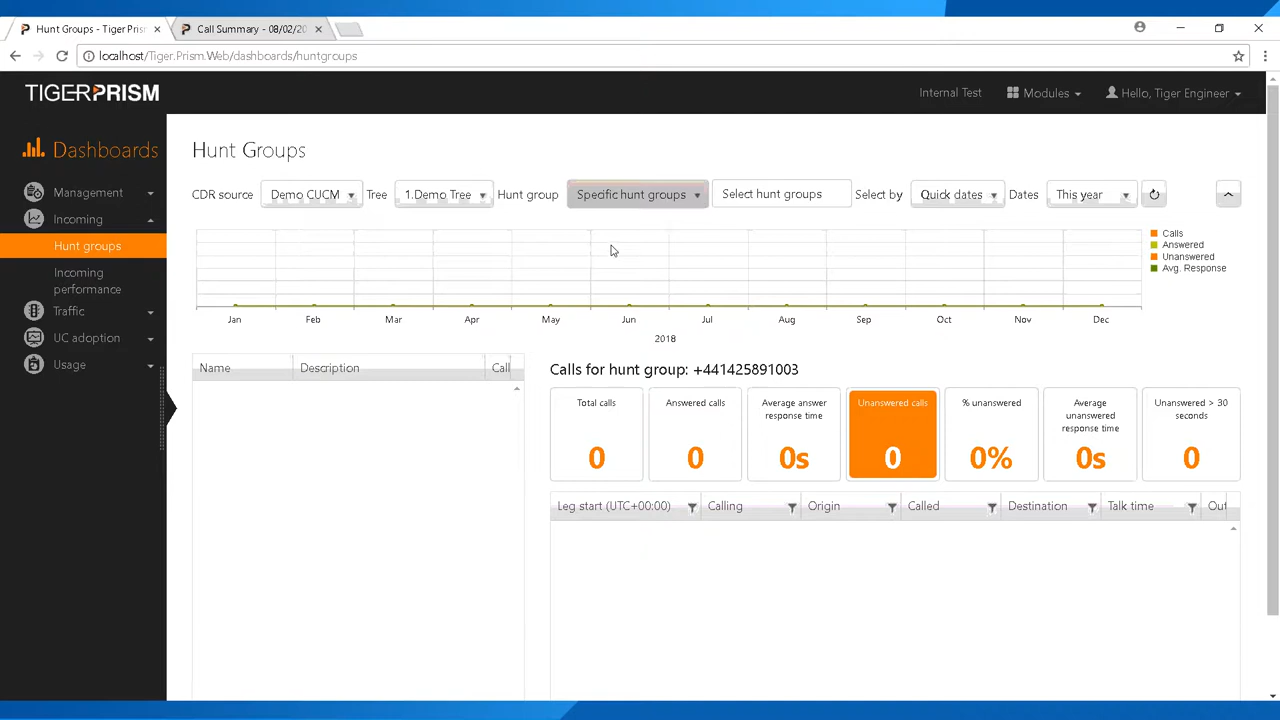 Hunt Groups - Tiger Pris
Call Summary - 08/02/20
localhost/Tiger.Prism.Web/dashboards/huntgroups
TIGERPRISM
Internal Test
Modules
Hello, Tiger Engineer
Dashboards
Management
Incoming
Hunt groups
Incoming
performance
Traffic
UC adoption
Usage
Hunt Groups
CDR source Demo CUCM Tree 1.Demo Tree Hunt group Specific hunt groups Select hunt groups Select by Quick dates Dates This year
Calls
Answered
Unanswered
Avg. Response
Jan Feb Mar Apr May Jun Jul Aug Sep Oct Nov Dec
2018
Name Description Call
Calls for hunt group: +441425891003
Total calls
0
Answered calls
0
Average answer
response time
0s
Unanswered calls
0
% unanswered
0%
Average
unanswered
response time
0s
Unanswered > 30
seconds
0
Leg start (UTC+00:00) Calling Origin Called Destination Talk time Out